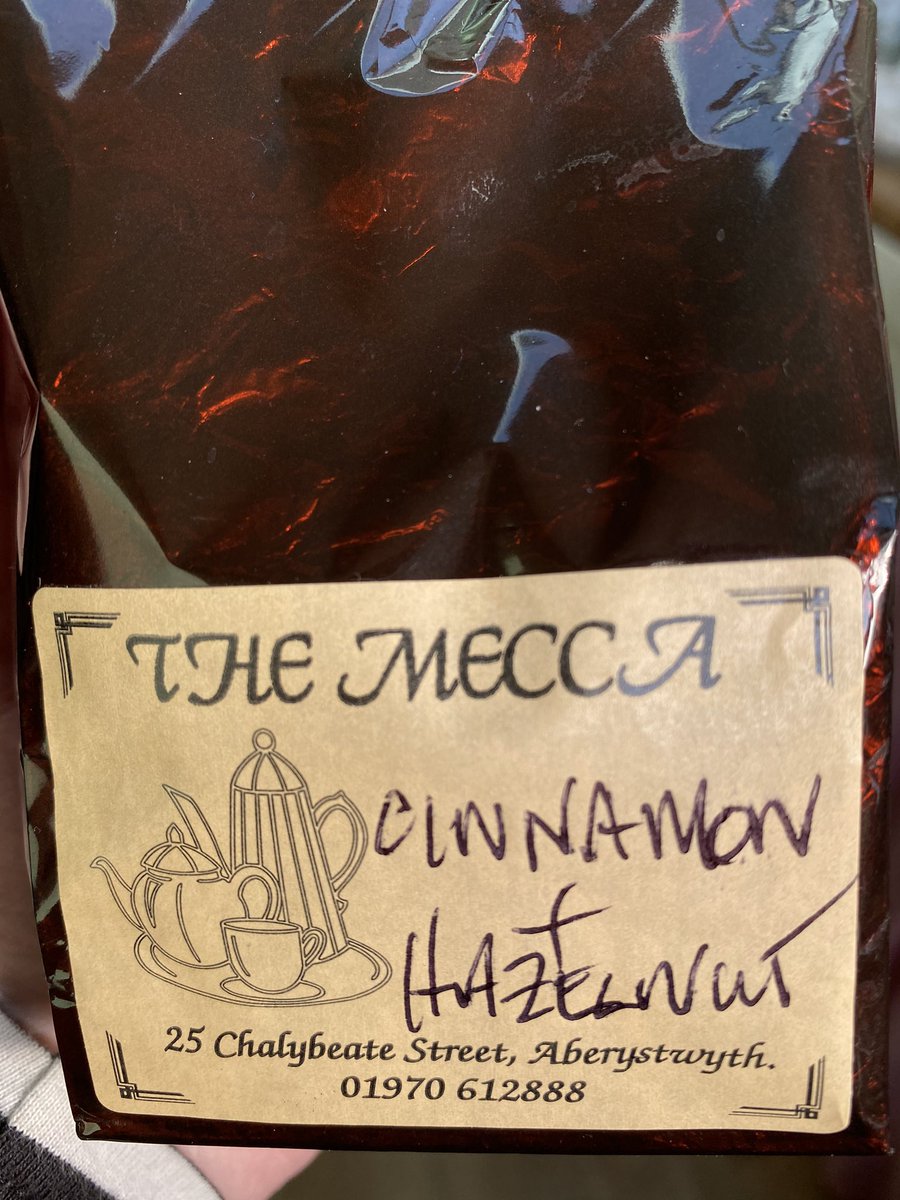 THE MECCA
CINNAMON
+
HAZELNUT
25 Chalybeate Street, Aberystwyth.
01970 612888